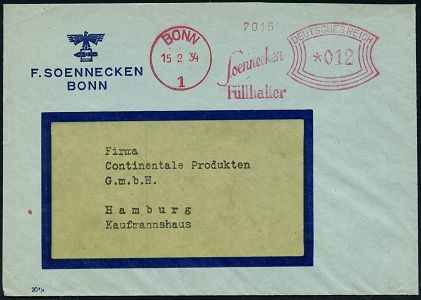 F. SOENNECKEN
BONN
BONN
15 2 34
1
7015
Soennecken
Füllhalter
DEUTSCHES REICH
*012
Firma
Continentale Produkten
G.m.b.H.
Hamburg
Kaufmannshaus